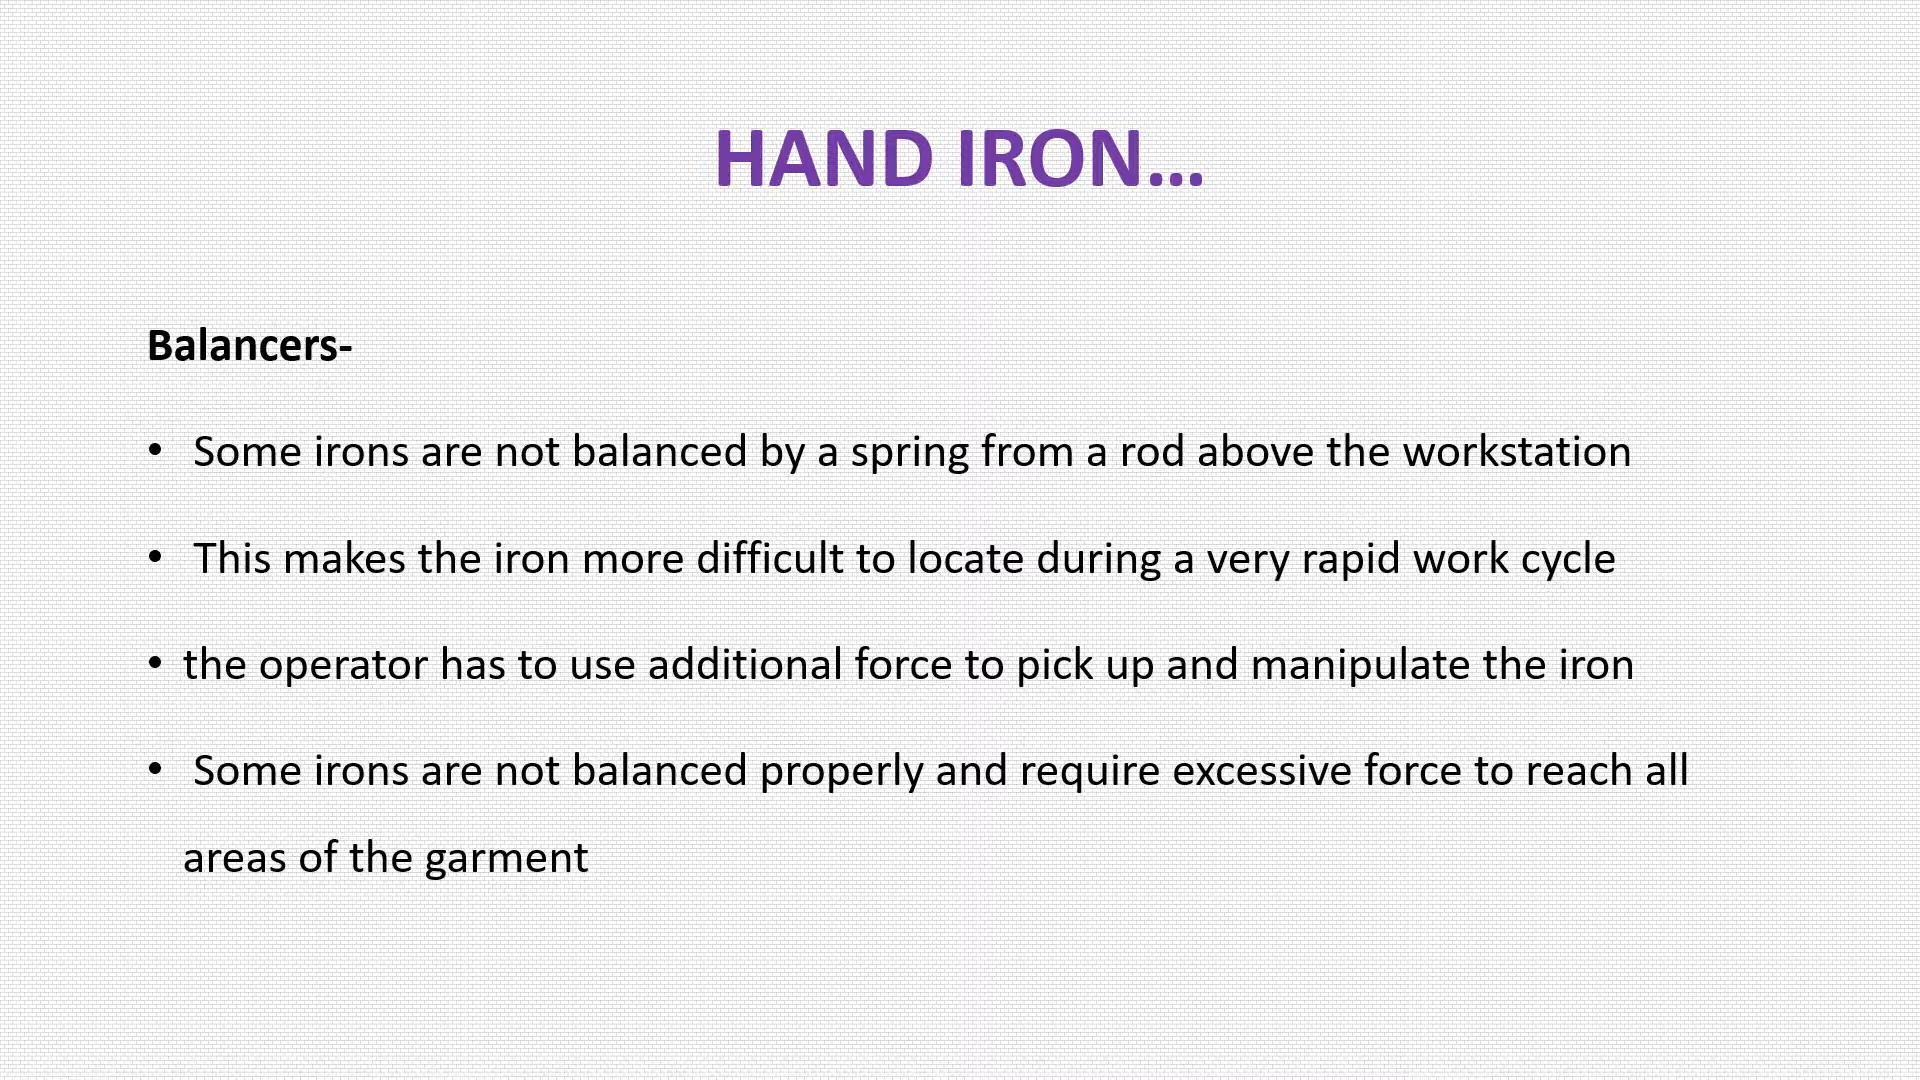 HAND IRON...
Balancers-
• Some irons are not balanced by a spring from a rod above the workstation
• This makes the iron more difficult to locate during a very rapid work cycle
• the operator has to use additional force to pick up and manipulate the iron
• Some irons are not balanced properly and require excessive force to reach all
areas of the garment